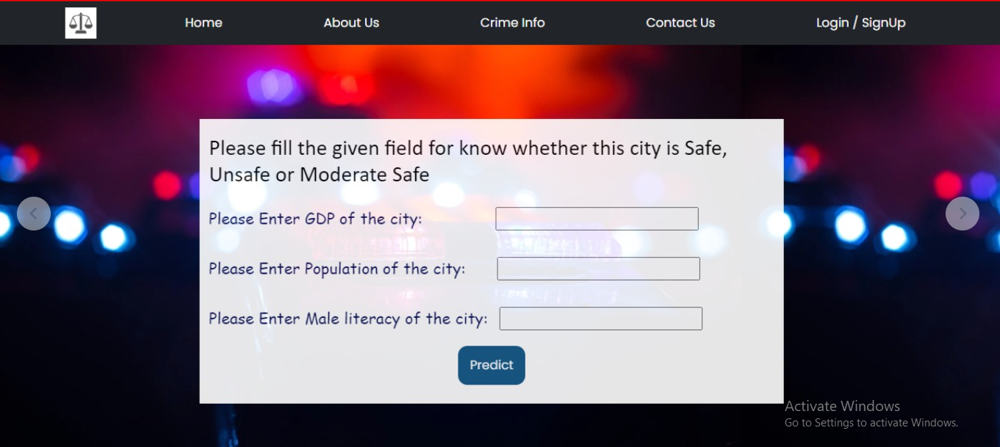 Home About Us Crime Info Contact Us Login / SignUp
Please fill the given field for know whether this city is Safe,
Unsafe or Moderate Safe
Please Enter GDP of the city:
Please Enter Population of the city:
Please Enter Male literacy of the city:
Predict
Activate Windows
Go to Settings to activate Windows.